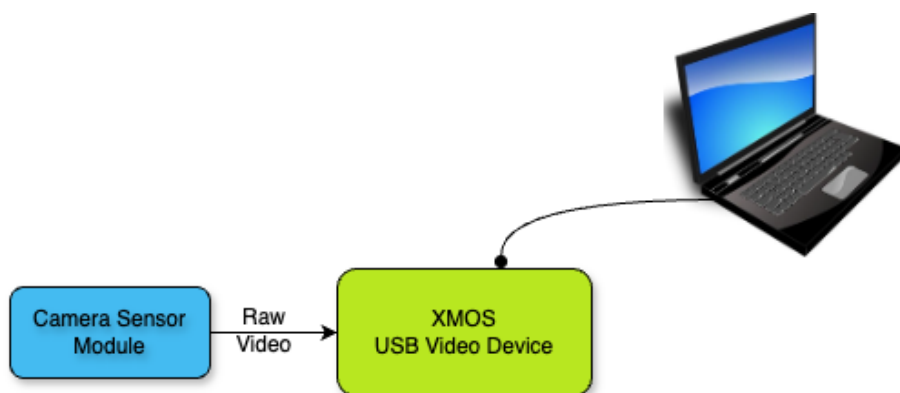 Camera Sensor
Module
Raw
Video
XMOS
USB Video Device